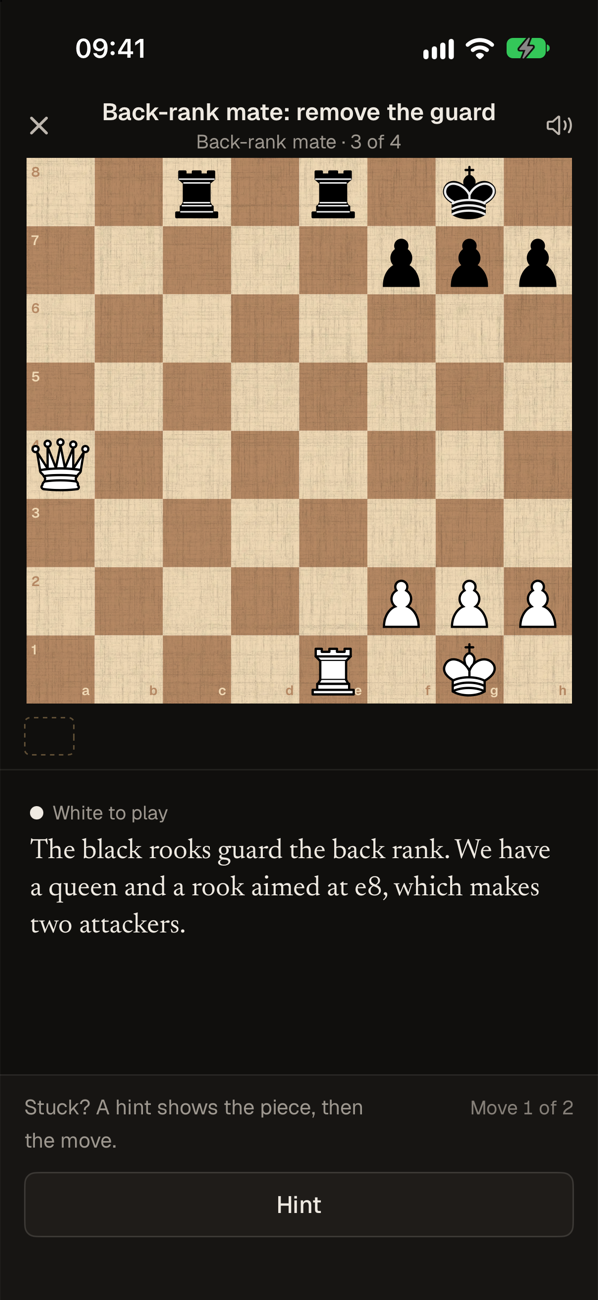 09:41
Back-rank mate: remove the guard
Back-rank mate · 3 of 4
8
7
6
5
4
3
2
1
a b c d e f g h
White to play
The black rooks guard the back rank. We have
a queen and a rook aimed at e8, which makes
two attackers.
Stuck? A hint shows the piece, then
the move.
Move 1 of 2
Hint